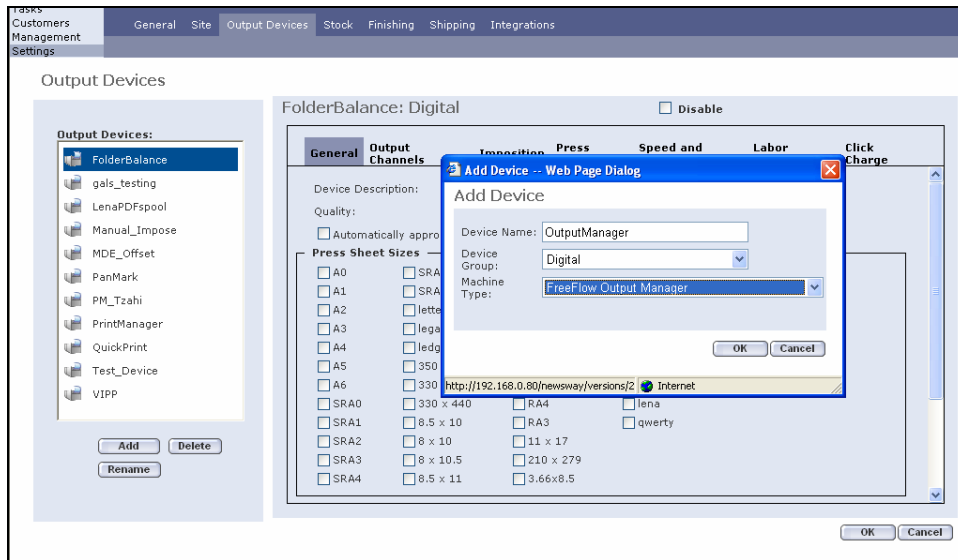 Tasks
Customers
Management
Settings
General Site Output Devices Stock Finishing Shipping Integrations
Output Devices
Output Devices:
FolderBalance
gals_testing
LenaPDFspool
Manual_Impose
MDE_Offset
PanMark
PM_Tzahi
PrintManager
QuickPrint
Test_Device
VIPP
Add Delete
Rename
FolderBalance: Digital Disable
General Output Channels Imposition Press Speed and Labor Click Charge
Device Description:
Quality:
Automatically appro
Press Sheet Sizes
A0 SRA
A1 SRA
A2 lette
A3 lega
A4 ledg
A5 350
A6 330
SRA0 330 x 440 RA4 lena
SRA1 8.5 x 10 RA3 qwerty
SRA2 8 x 10 11 x 17
SRA3 8 x 10.5 210 x 279
SRA4 8.5 x 11 3.66x8.5
Add Device -- Web Page Dialog
Add Device
Device Name: OutputManager
Device Group: Digital
Machine Type: FreeFlow Output Manager
OK Cancel
http://192.168.0.80/newsway/versions/2 Internet
OK Cancel